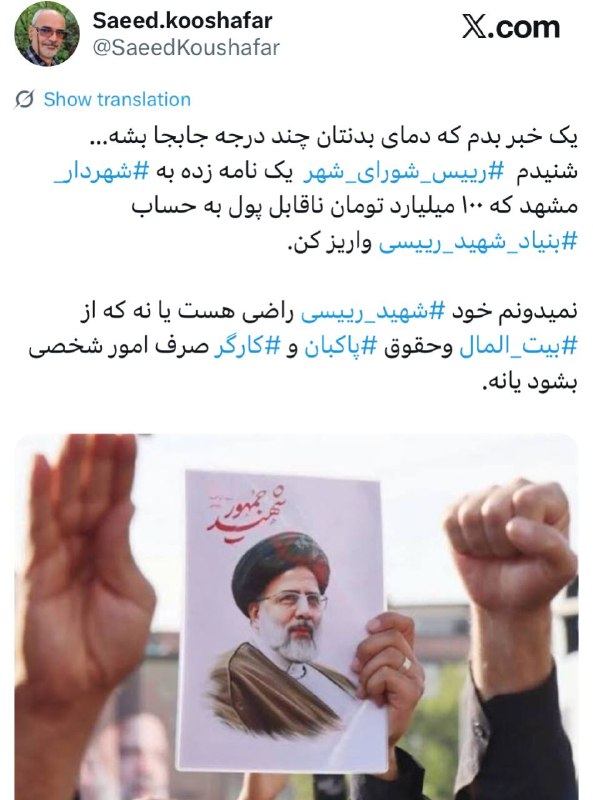 Saeed.kooshafar
@SaeedKoushafar
X.com
Show translation
یک خبر بدم که دمای بدنتان چند درجه جابجا بشه...
شنیدم #رییس_شورای_شهر یک نامه زده به #شهردار_
مشهد که ۱۰۰ میلیارد تومان ناقابل پول به حساب
#بنیاد_شهید_رییسی واریز کن.
نمیدونم خود #شهید_رییسی راضی هست یا نه که از
#بیت_المال وحقوق #پاکبان و #کارگر صرف امور شخصی
بشود یانه.
شهید جمهور